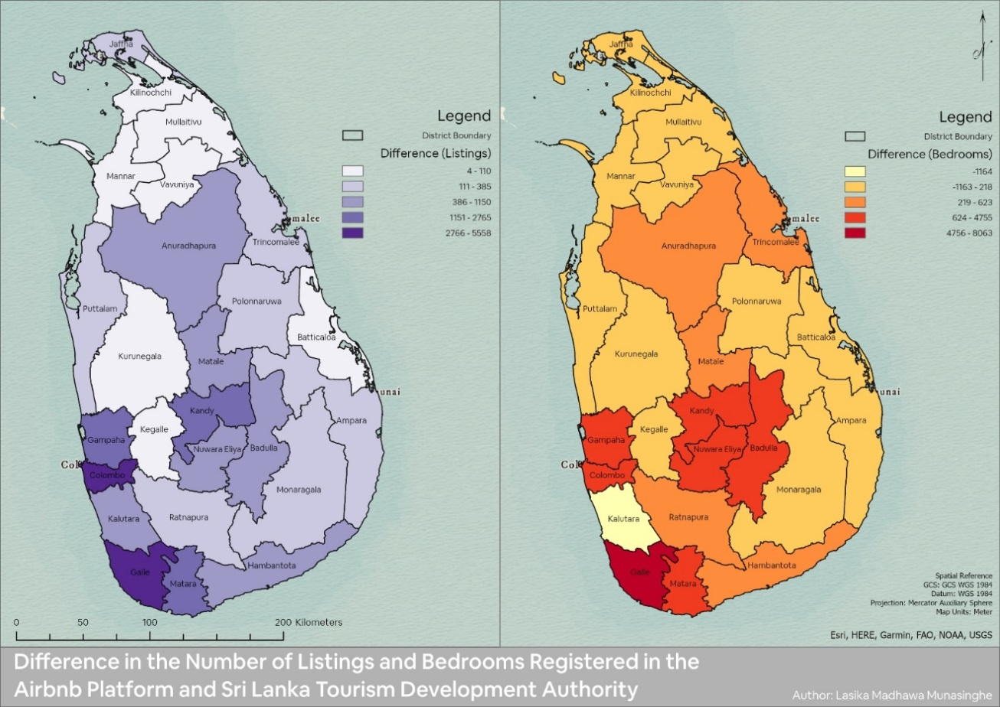 Jaffna
Kilinochchi
Mullaitivu
Mannar
Vavuniya
malee
Anuradhapura
Trincomalee
Puttalam
Polonnaruwa
Batticaloa
Kurunegala
Matale
unai
Kandy
Ampara
Kegalle
Gampaha
Nuwara Eliya
Badulla
Col
Colombo
Monaragala
Kalutara
Ratnapura
Galle
Matara
Hambantota
Legend
District Boundary
Difference (Listings)
4 - 110
111 - 385
386 - 1150
1151 - 2765
2766 - 5558
0 50 100 200 Kilometers
Jaffna
Kilinochchi
Mullaitivu
Mannar
Vavuniya
malee
Anuradhapura
Trincomalee
Puttalam
Polonnaruwa
Batticaloa
Kurunegala
Matale
unai
Kandy
Ampara
Kegalle
Gampaha
Nuwara Eliya
Badulla
Col
Colombo
Monaragala
Kalutara
Ratnapura
Galle
Matara
Hambantota
N
Legend
District Boundary
Difference (Bedrooms)
-1164
-1163 - 218
219 - 623
624 - 4755
4756 - 8063
Spatial Reference
GCS: GCS WGS 1984
Datum: WGS 1984
Projection: Mercator Auxiliary Sphere
Map Units: Meter
Esri, HERE, Garmin, FAO, NOAA, USGS
Difference in the Number of Listings and Bedrooms Registered in the
Airbnb Platform and Sri Lanka Tourism Development Authority
Author: Lasika Madhawa Munasinghe